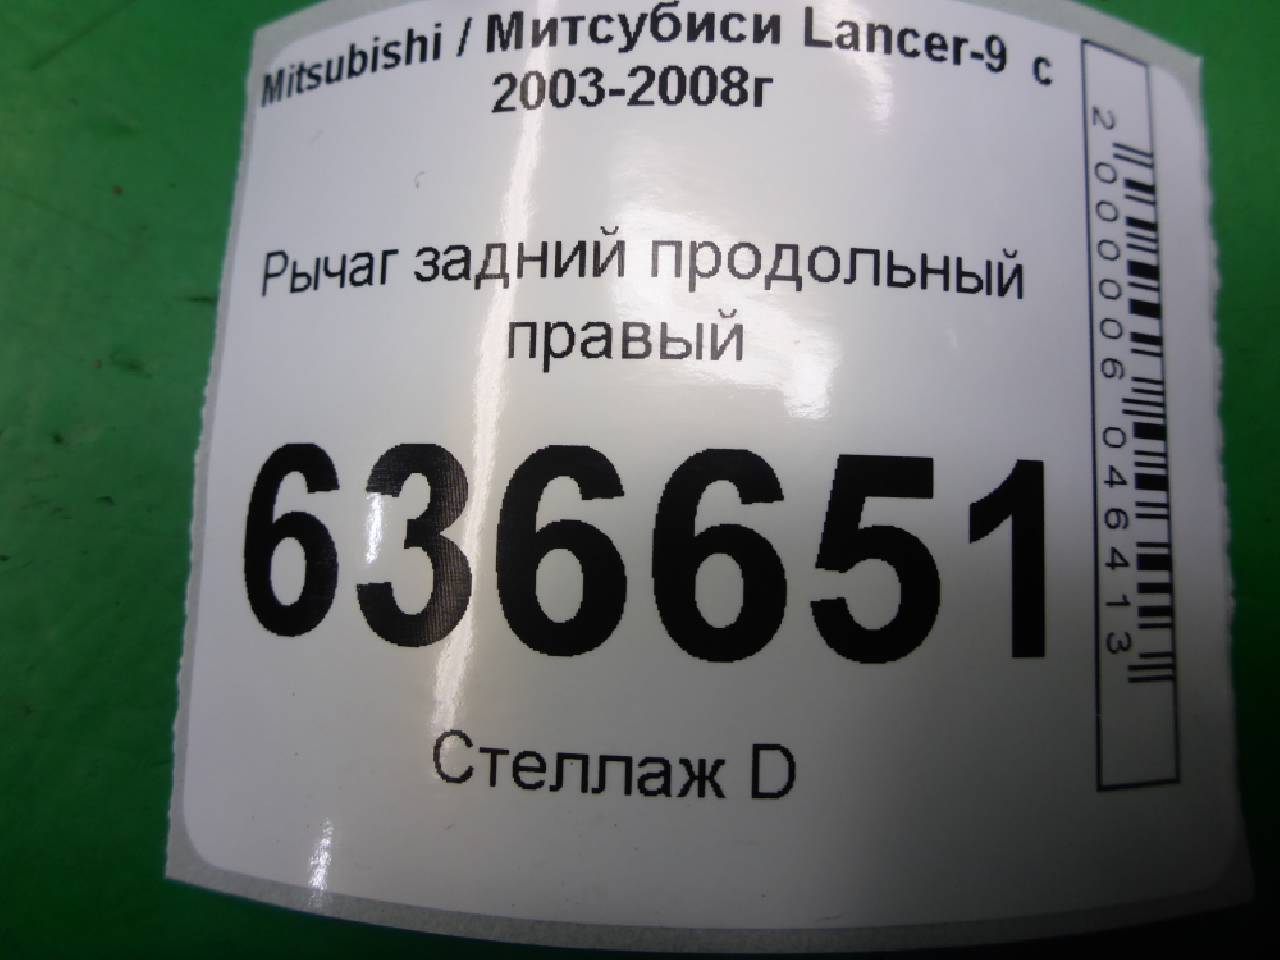 Mitsubishi / Митсубиси Lancer-9 с
2003-2008г
Рычаг задний продольный
правый
636651
Стеллаж D
2000006046413